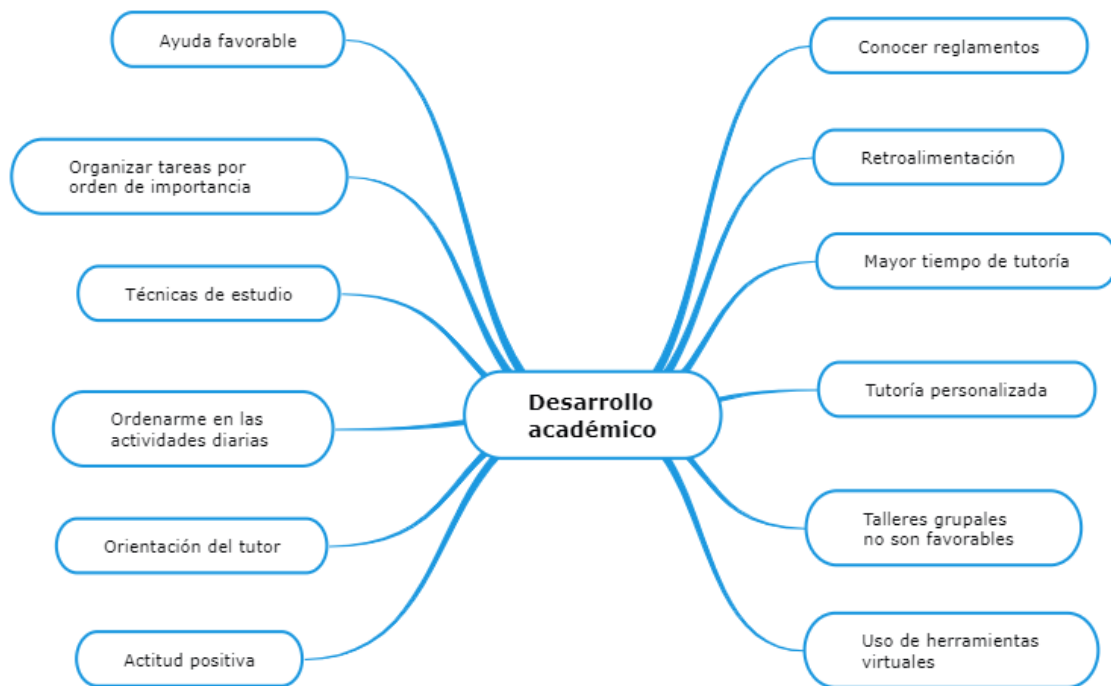 Ayuda favorable
Organizar tareas por
orden de importancia
Técnicas de estudio
Ordenarme en las
actividades diarias
Orientación del tutor
Actitud positiva
Desarrollo
académico
Conocer reglamentos
Retroalimentación
Mayor tiempo de tutoría
Tutoría personalizada
Talleres grupales
no son favorables
Uso de herramientas
virtuales